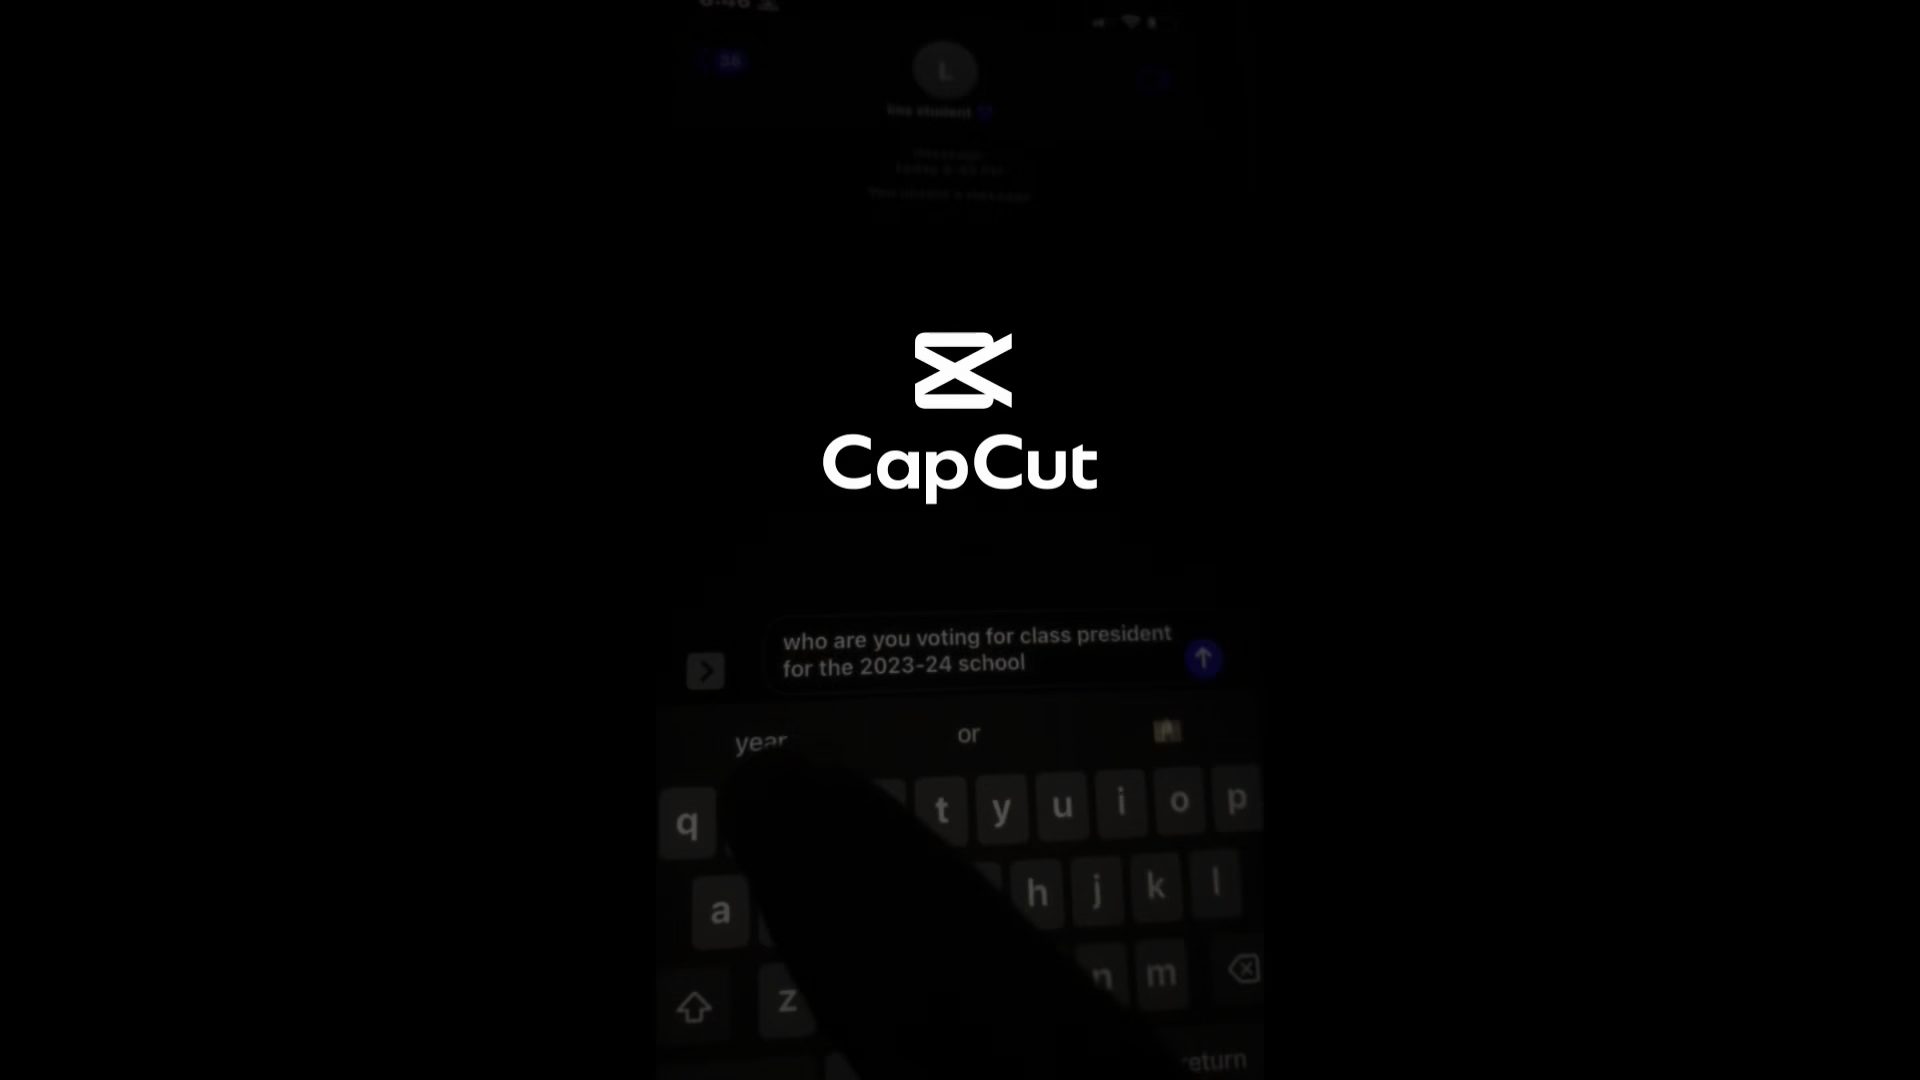 L
CapCut
who are you voting for class president
for the 2023-24 school
year or
q t y u i o p
a h j k l
z n m
return